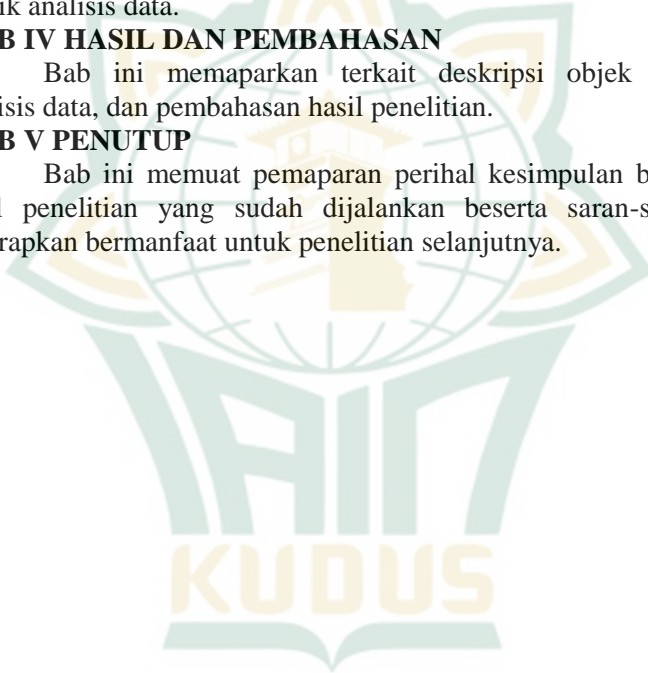 ik analisis data.
B IV HASIL DAN PEMBAHASAN
Bab ini memaparkan terkait deskripsi objek
isis data, dan pembahasan hasil penelitian.
B V PENUTUP
Bab ini memuat pemaparan perihal kesimpulan b
l penelitian yang sudah dijalankan beserta saran-s
rapkan bermanfaat untuk penelitian selanjutnya.
IAIN
KUDUS